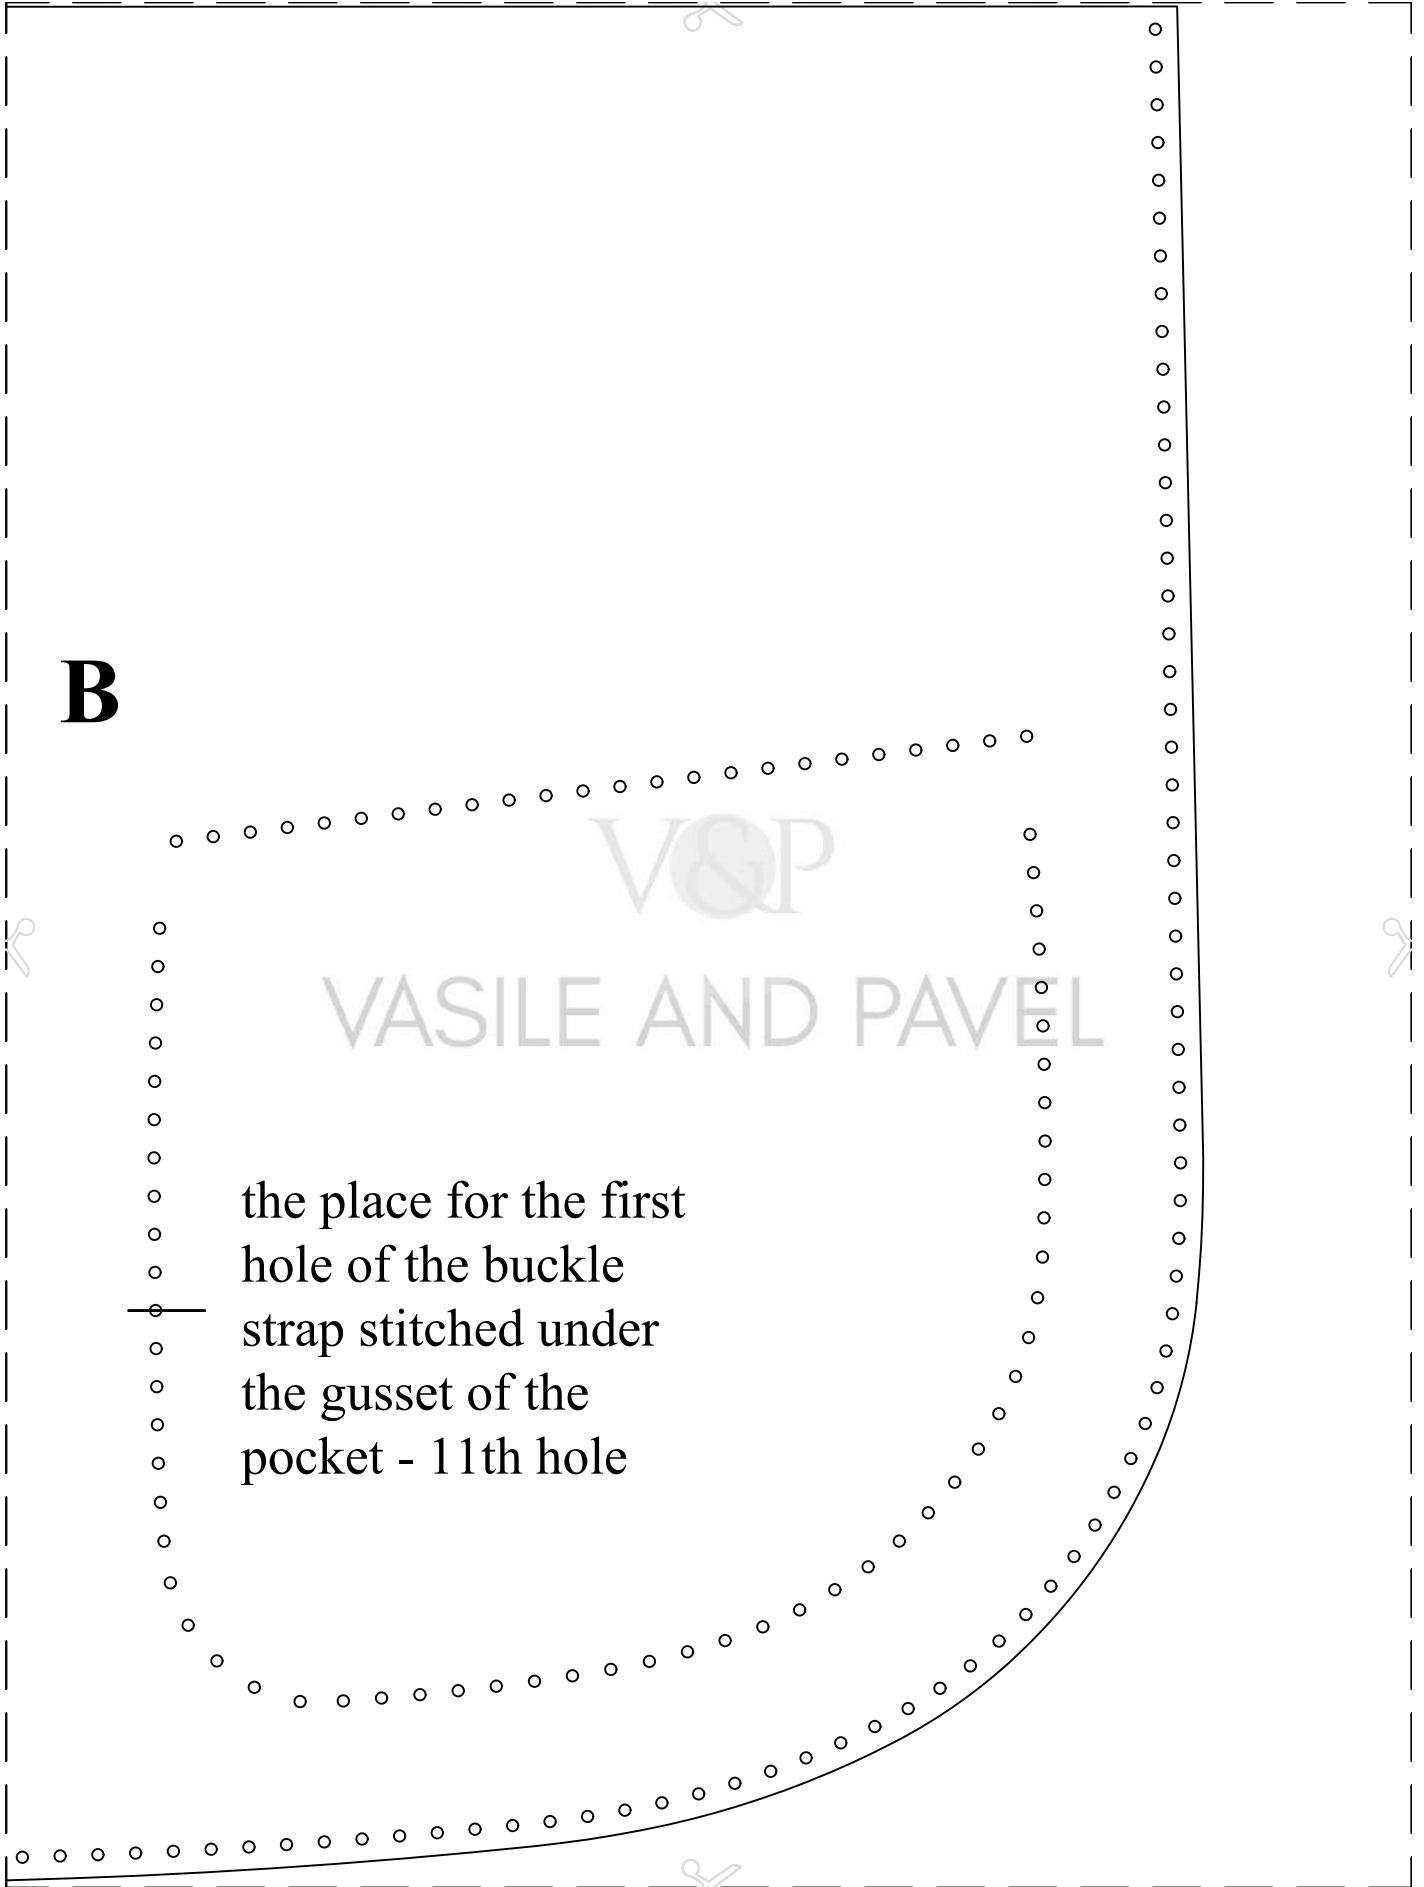 B
V&P
VASILE AND PAVEL
the place for the first
hole of the buckle
strap stitched under
the gusset of the
pocket - 11th hole